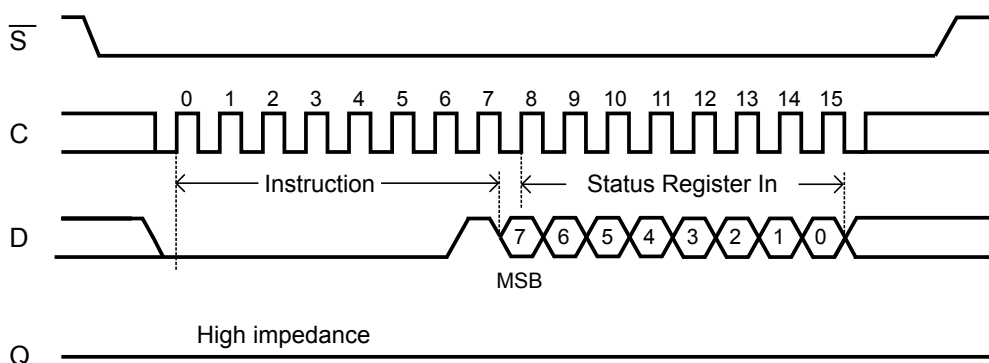 S
0 1 2 3 4 5 6 7 8 9 10 11 12 13 14 15
C
Instruction Status Register In
D 7 6 5 4 3 2 1 0
MSB
High impedance
Q